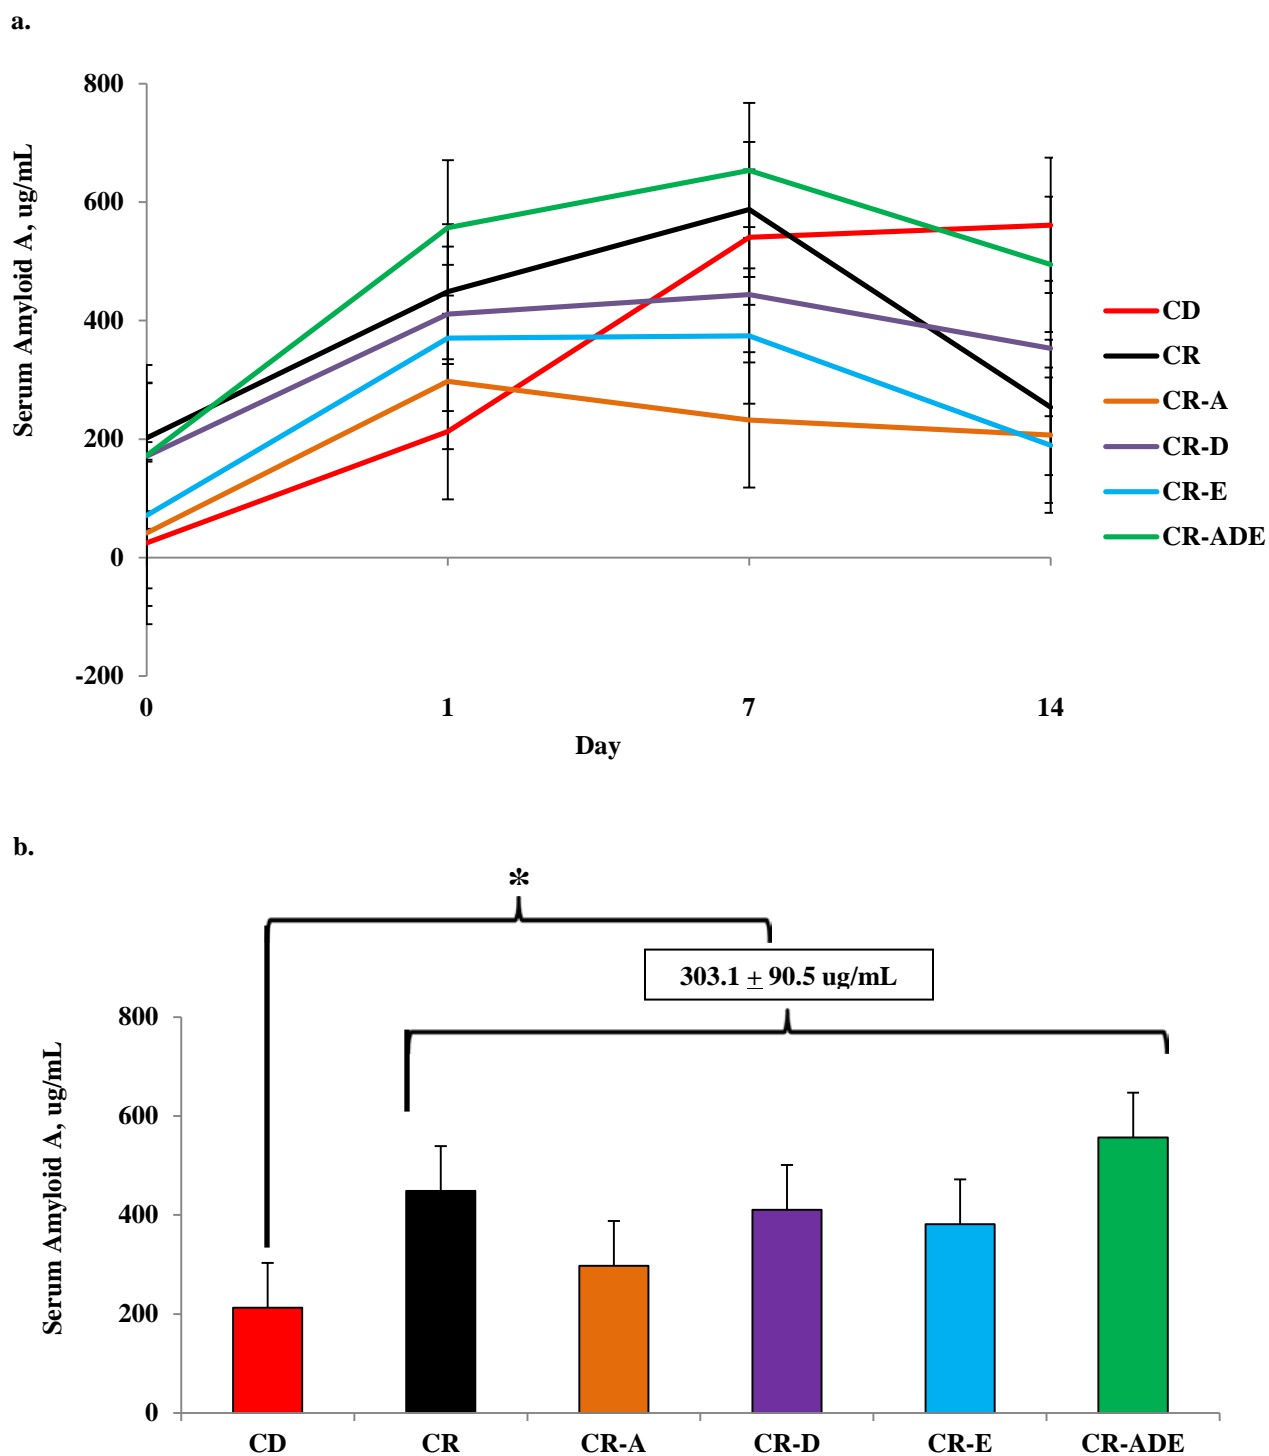 a.
Serum Amyloid A, ug/mL
800
600
400
200
0
-200
0 1 7 14
Day
CD
CR
CR-A
CR-D
CR-E
CR-ADE
b.
*
303.1 + 90.5 ug/mL
Serum Amyloid A, ug/mL
800
600
400
200
0
CD CR CR-A CR-D CR-E CR-ADE